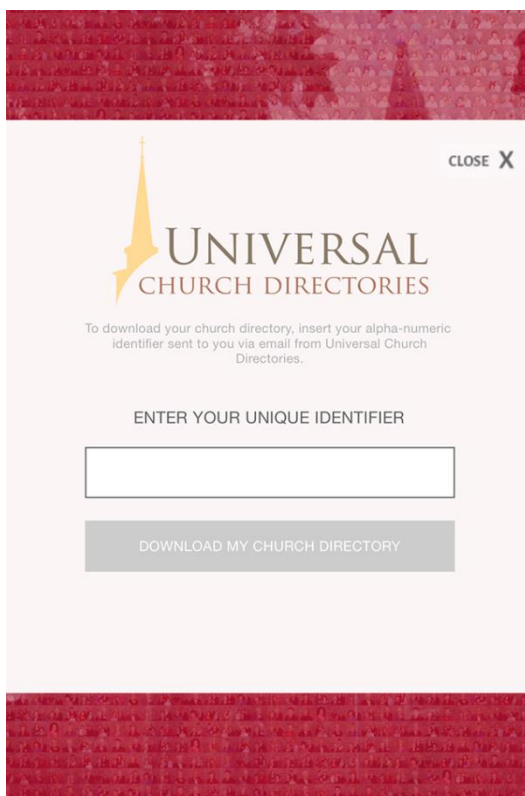 CLOSE X
UNIVERSAL
CHURCH DIRECTORIES
To download your church directory, insert your alpha-numeric
identifier sent to you via email from Universal Church
Directories.
ENTER YOUR UNIQUE IDENTIFIER
DOWNLOAD MY CHURCH DIRECTORY